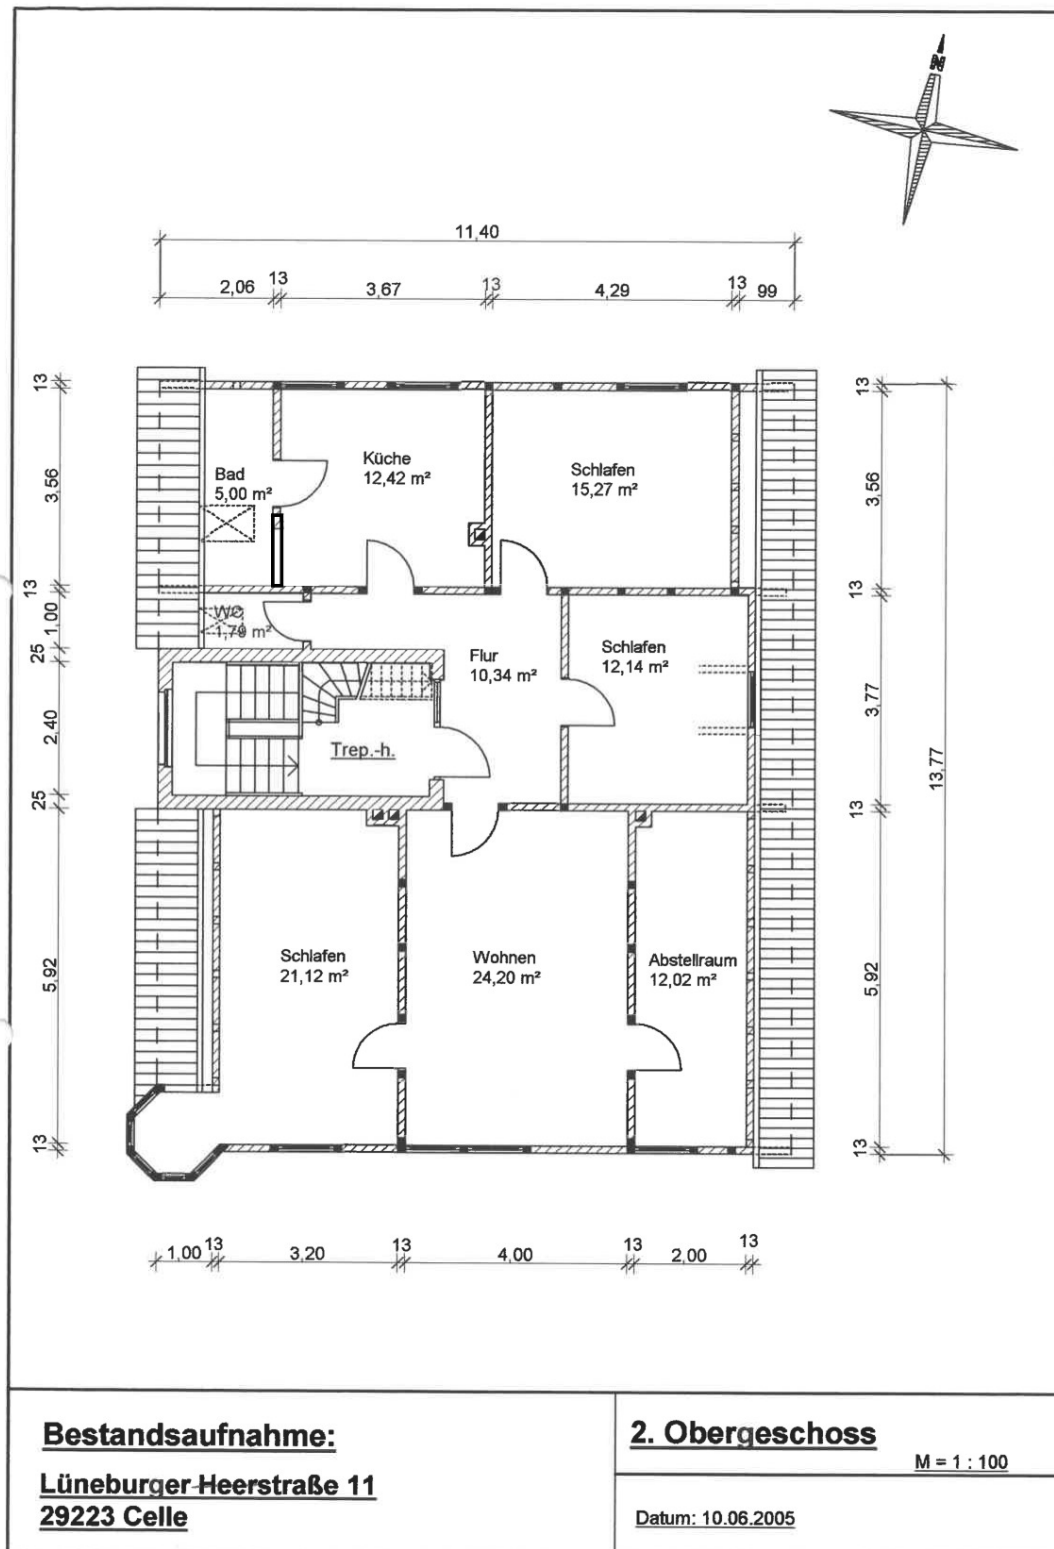 N
11,40
2,06
13
3,67
13
4,29
13
99
13
3,56
13
1,00
25
2,40
25
5,92
13
13
3,56
13
3,77
13
5,92
13
13,77
Bad
5,00 m²
Küche
12,42 m²
Schlafen
15,27 m²
WC
1,79 m²
Flur
10,34 m²
Schlafen
12,14 m²
Trep.-h.
Schlafen
21,12 m²
Wohnen
24,20 m²
Abstellraum
12,02 m²
1,00
13
3,20
13
4,00
13
2,00
13
Bestandsaufnahme:
Lüneburger-Heerstraße 11
29223 Celle
2. Obergeschoss
M = 1 : 100
Datum: 10.06.2005